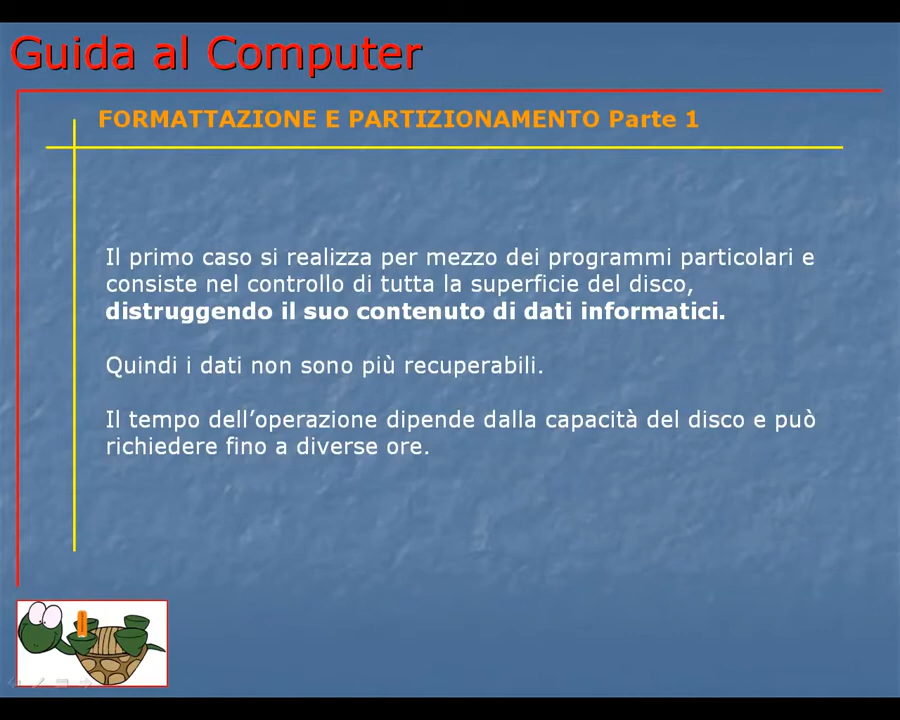 Guida al Computer
FORMATTAZIONE E PARTIZIONAMENTO Parte 1
Il primo caso si realizza per mezzo dei programmi particolari e
consiste nel controllo di tutta la superficie del disco,
distruggendo il suo contenuto di dati informatici.
Quindi i dati non sono più recuperabili.
Il tempo dell’operazione dipende dalla capacità del disco e può
richiedere fino a diverse ore.